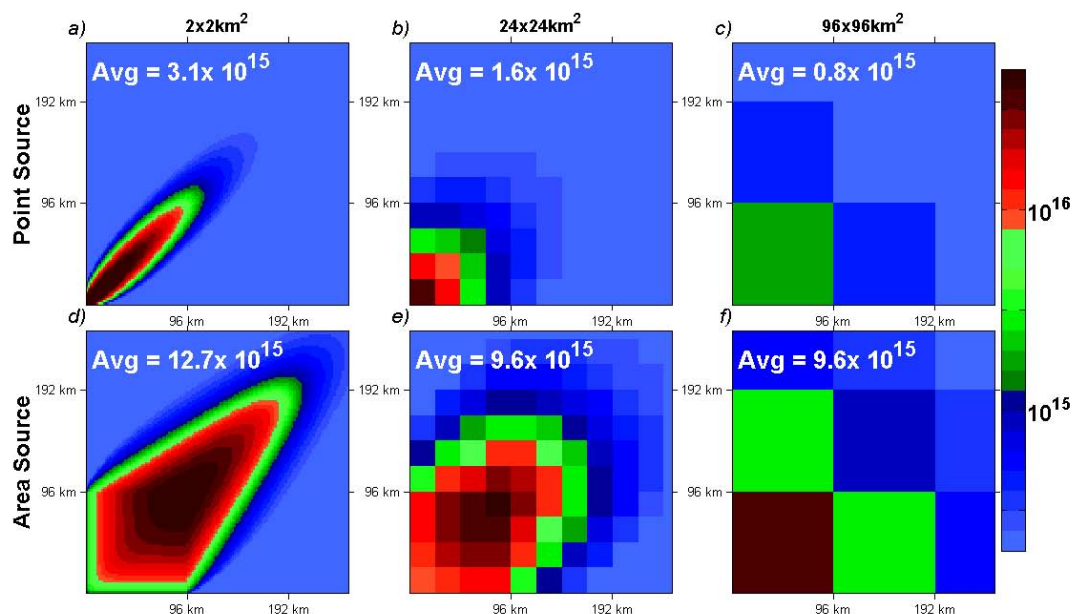 a) 2x2km²
b) 24x24km²
c) 96x96km²
Point Source
Avg = 3.1x 10¹⁵
192 km
96 km
Avg = 1.6x 10¹⁵
192 km
96 km
Avg = 0.8x 10¹⁵
192 km
96 km
10¹⁶
10¹⁵
96 km 192 km
96 km 192 km
96 km 192 km
Area Source
d)
Avg = 12.7x 10¹⁵
192 km
96 km
e)
Avg = 9.6x 10¹⁵
192 km
96 km
f)
Avg = 9.6x 10¹⁵
192 km
96 km
96 km 192 km
96 km 192 km
96 km 192 km